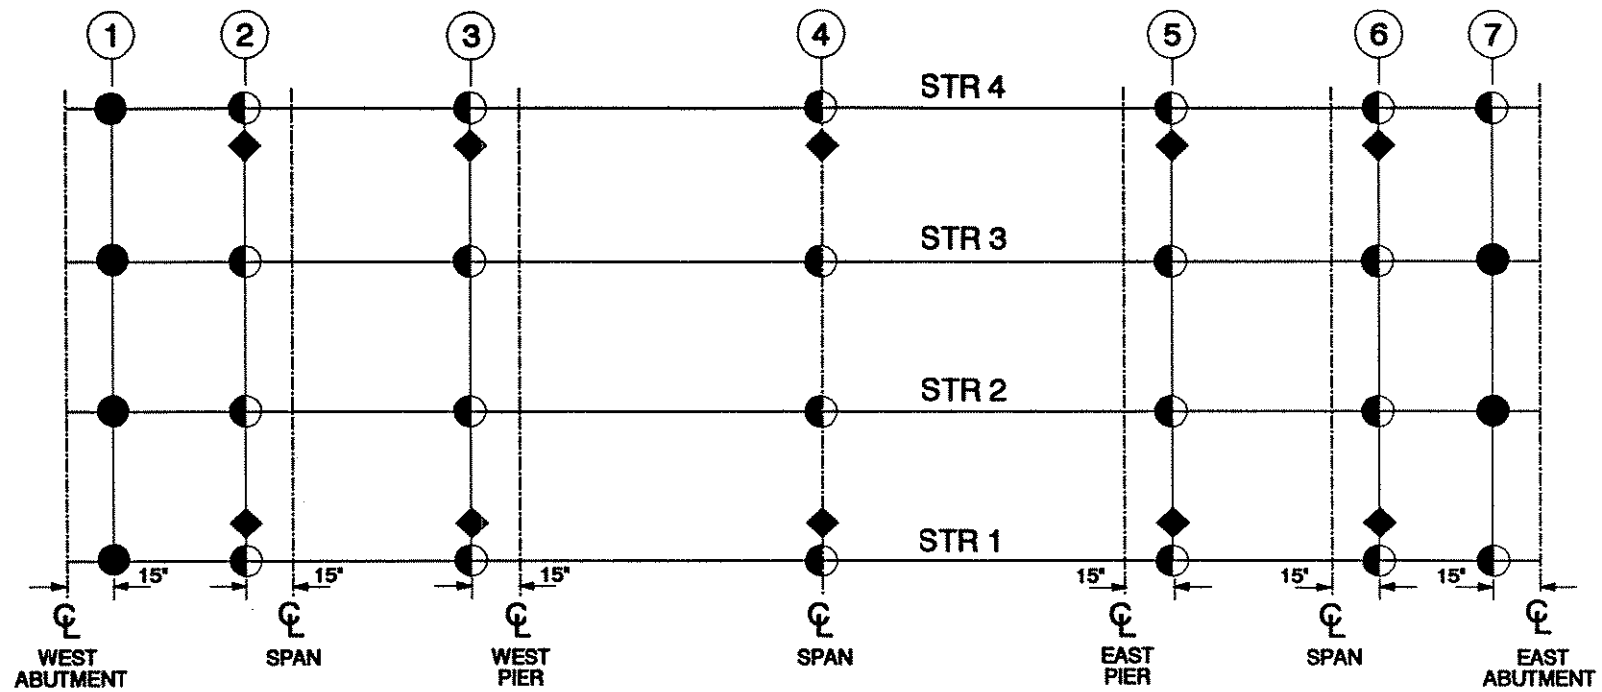 1 2 3 4 5 6 7
STR 4
STR 3
STR 2
STR 1
15" 15" 15" 15" 15" 15"
℄ ℄ ℄ ℄ ℄ ℄ ℄
WEST ABUTMENT
SPAN
WEST PIER
SPAN
EAST PIER
SPAN
EAST ABUTMENT